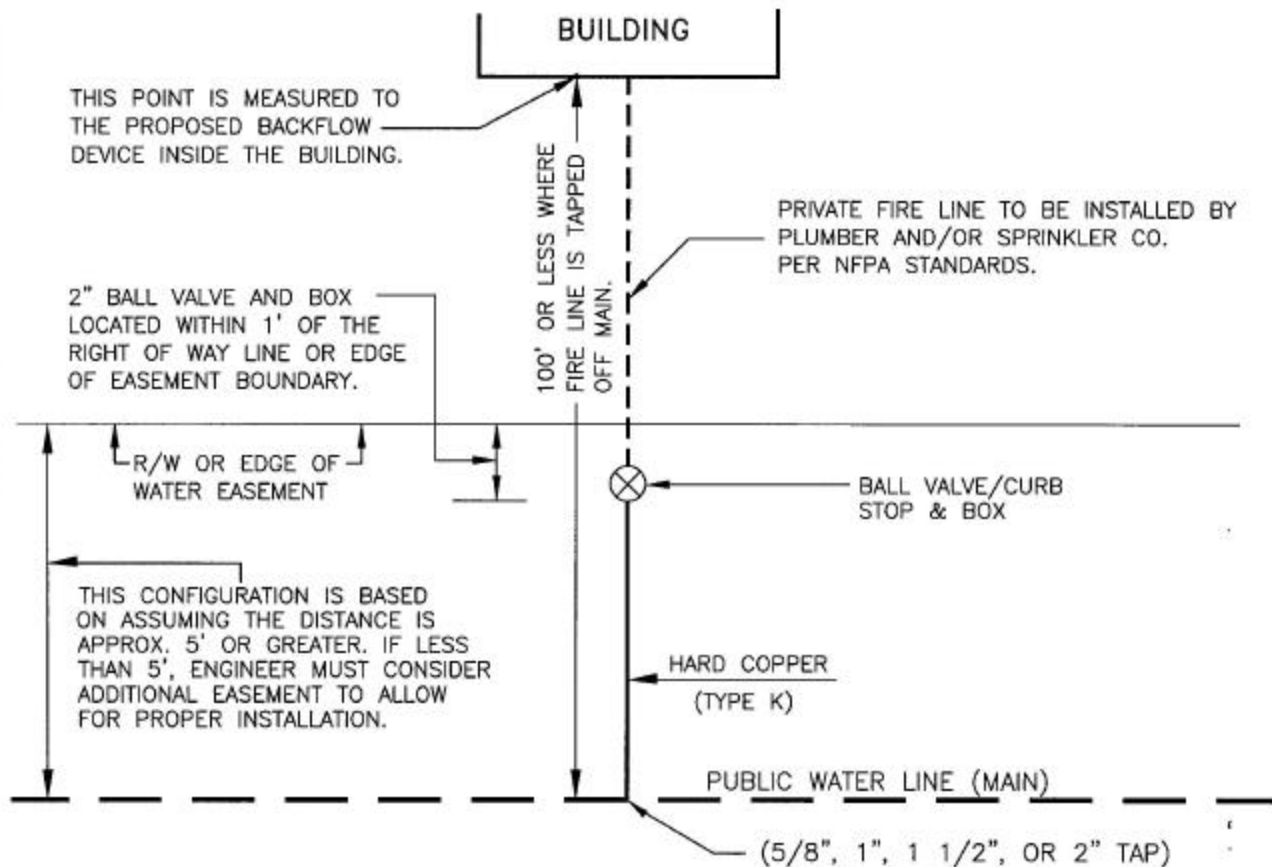 BUILDING
THIS POINT IS MEASURED TO
THE PROPOSED BACKFLOW
DEVICE INSIDE THE BUILDING.
100' OR LESS WHERE
FIRE LINE IS TAPPED
OFF MAIN.
PRIVATE FIRE LINE TO BE INSTALLED BY
PLUMBER AND/OR SPRINKLER CO.
PER NFPA STANDARDS.
2" BALL VALVE AND BOX
LOCATED WITHIN 1' OF THE
RIGHT OF WAY LINE OR EDGE
OF EASEMENT BOUNDARY.
R/W OR EDGE OF
WATER EASEMENT
BALL VALVE/CURB
STOP & BOX
THIS CONFIGURATION IS BASED
ON ASSUMING THE DISTANCE IS
APPROX. 5' OR GREATER. IF LESS
THAN 5', ENGINEER MUST CONSIDER
ADDITIONAL EASEMENT TO ALLOW
FOR PROPER INSTALLATION.
HARD COPPER
(TYPE K)
PUBLIC WATER LINE (MAIN)
(5/8", 1", 1 1/2", OR 2" TAP)